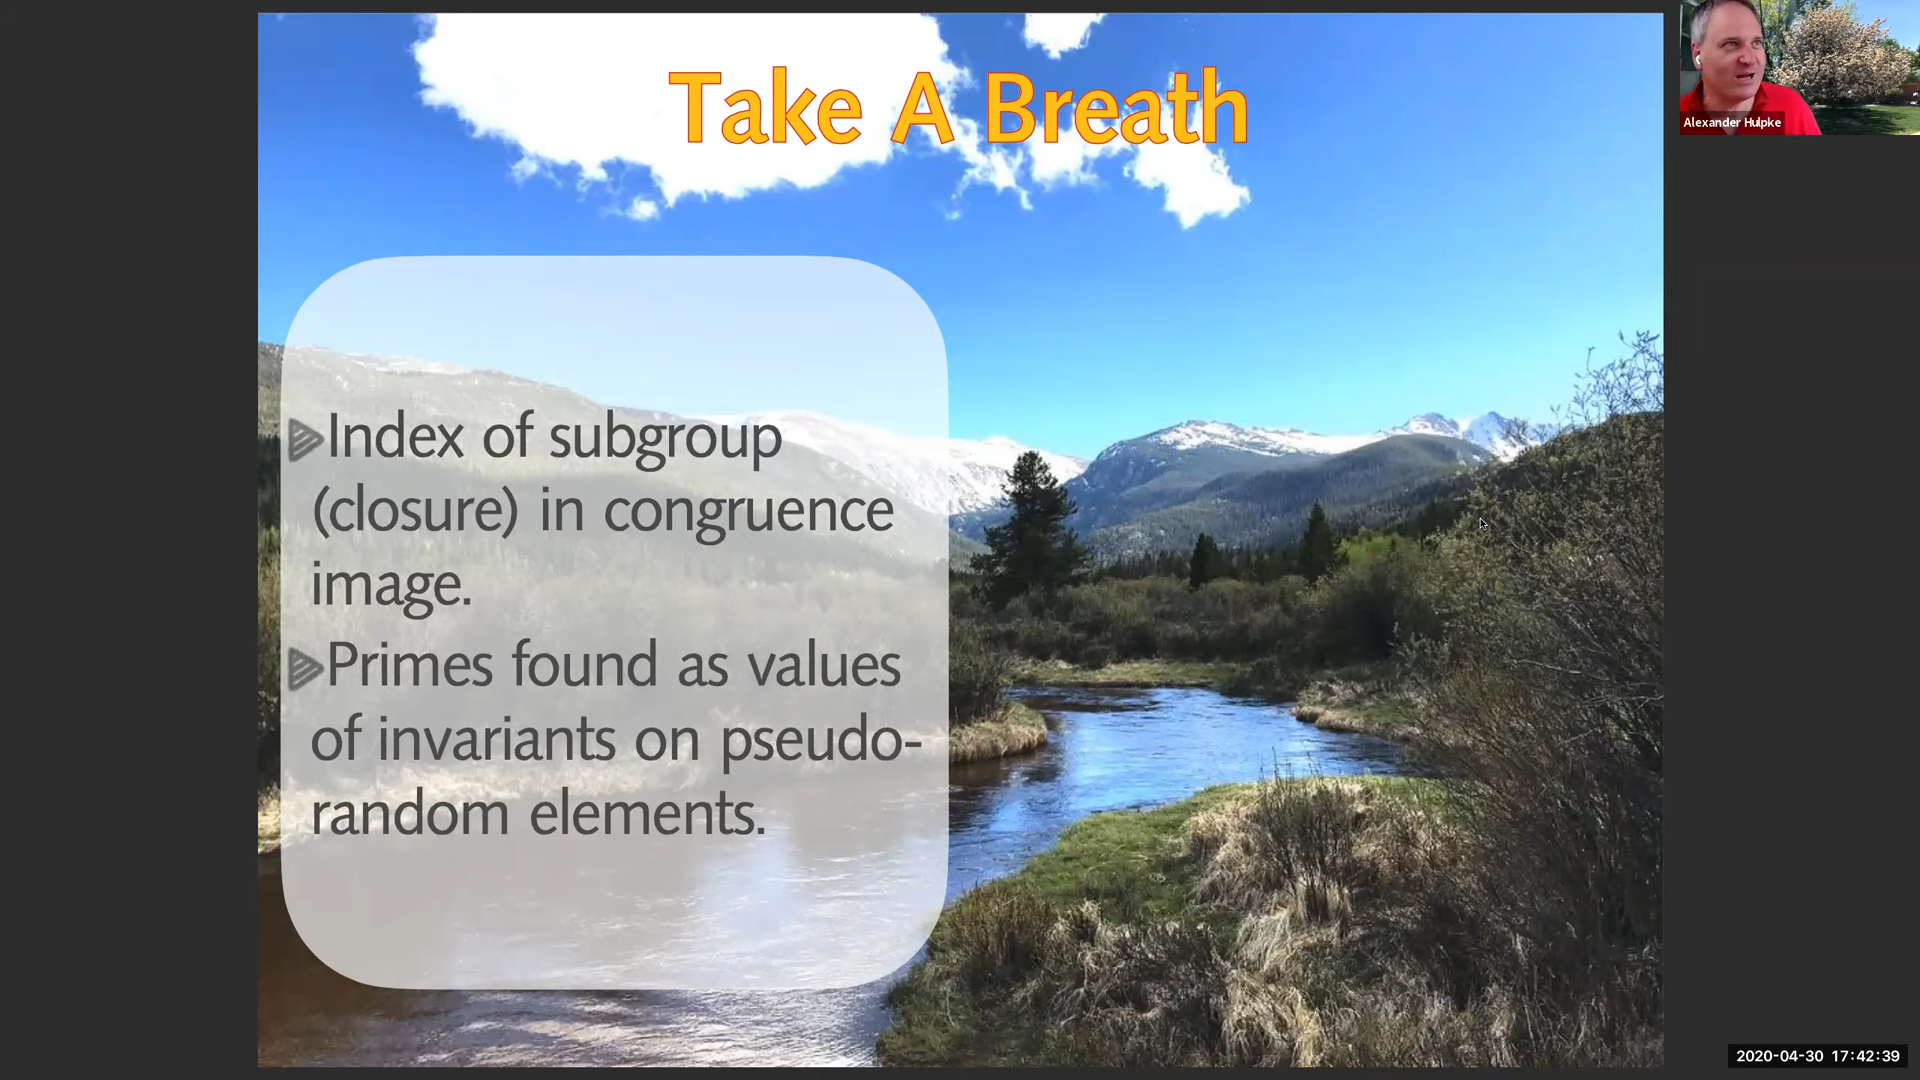 Take A Breath
Alexander Hulpke
Index of subgroup
(closure) in congruence
image.
Primes found as values
of invariants on pseudo-
random elements.
2020-04-30 17:42:39